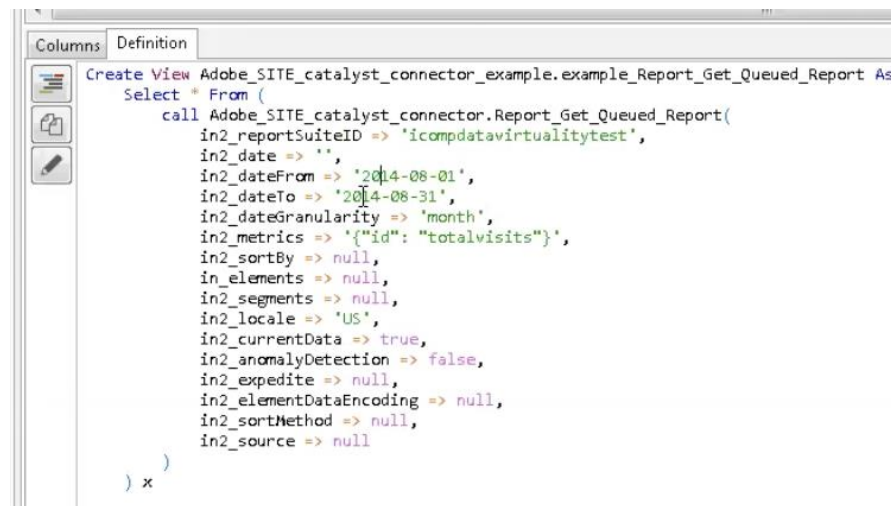 Columns Definition
Create View Adobe_SITE_catalyst_connector_example.example_Report_Get_Queued_Report As
Select * From (
call Adobe_SITE_catalyst_connector.Report_Get_Queued_Report(
in2_reportSuiteID => 'icompdatavirtualitytest',
in2_date => '',
in2_dateFrom => '2014-08-01',
in2_dateTo => '2014-08-31',
in2_dateGranularity => 'month',
in2_metrics => '{"id": "totalvisits"}',
in2_sortBy => null,
in_elements => null,
in2_segments => null,
in2_locale => 'US',
in2_currentData => true,
in2_anomalyDetection => false,
in2_expedite => null,
in2_elementDataEncoding => null,
in2_sortMethod => null,
in2_source => null
)
) x